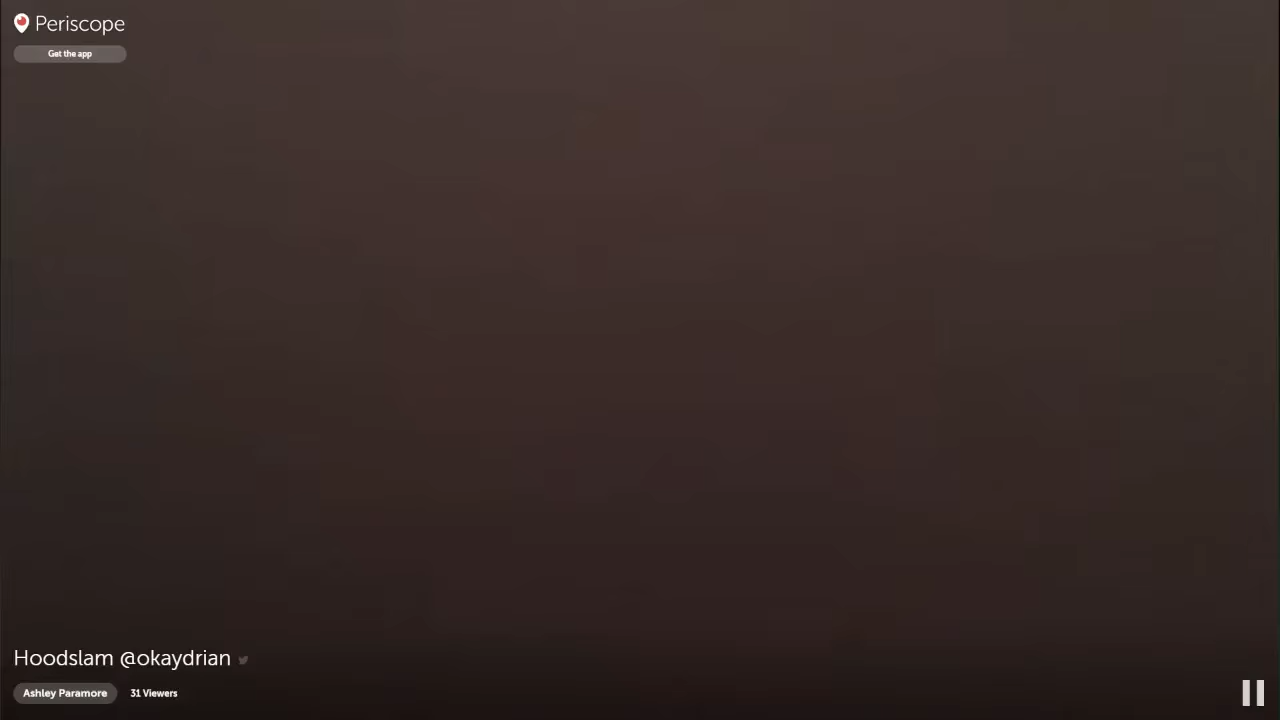 Periscope
Get the app
Hoodslam @okaydrian
Ashley Paramore
31 Viewers